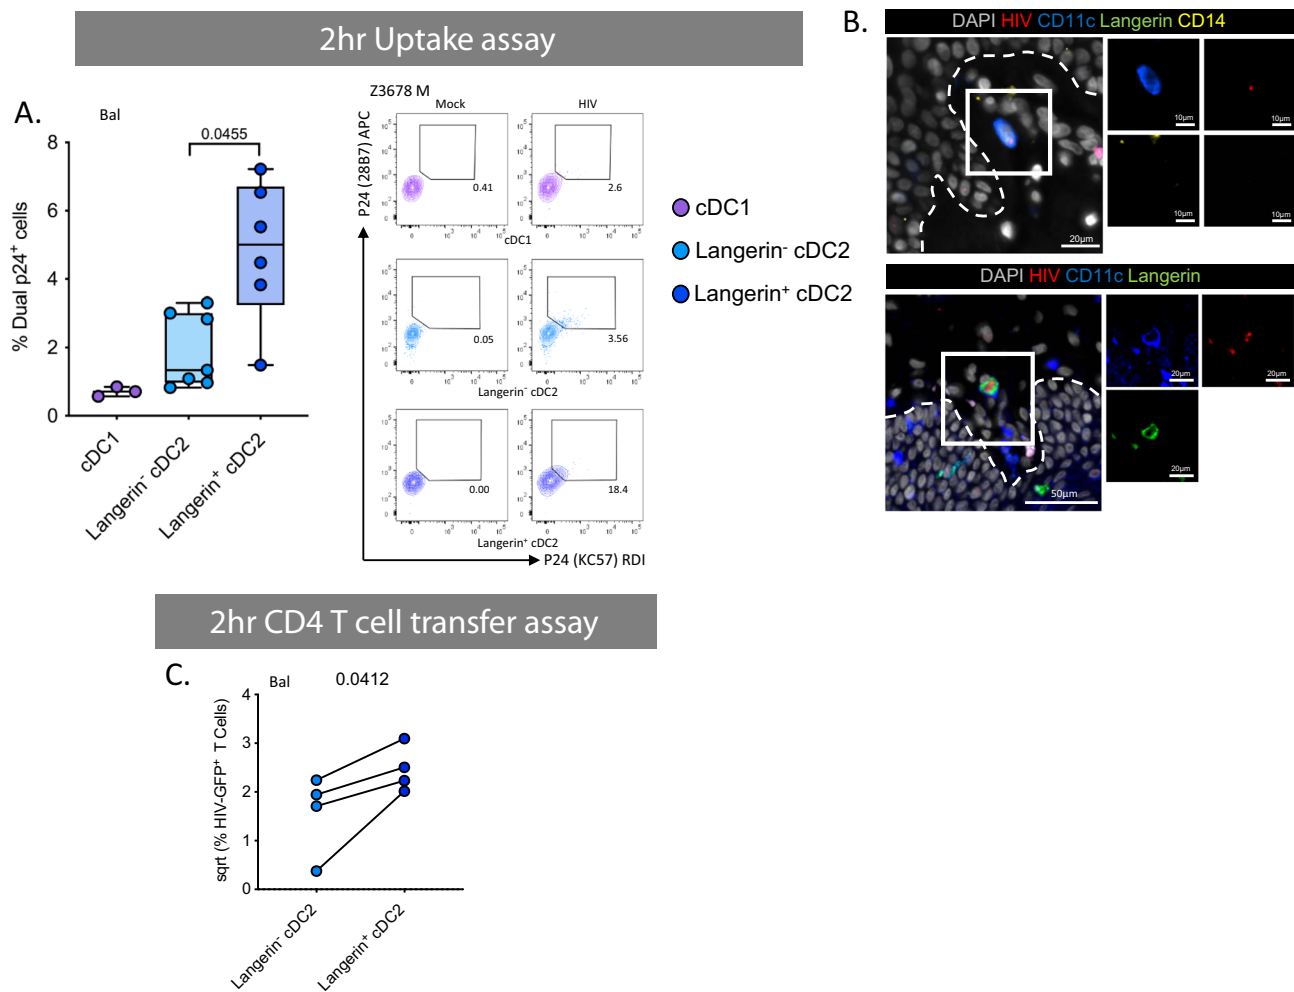 2hr Uptake assay
A.
Bal
0.0455
% Dual p24⁺ cells
8
6
4
2
0
cDC1
Langerin⁻ cDC2
Langerin⁺ cDC2
Z3678 M
Mock
HIV
P24 (28B7) APC
0.41
2.6
cDC1
0.05
3.56
Langerin⁻ cDC2
0.00
18.4
Langerin⁺ cDC2
P24 (KC57) RDI
cDC1
Langerin⁻ cDC2
Langerin⁺ cDC2
B.
DAPI HIV CD11c Langerin CD14
20µm
10µm
10µm
10µm
10µm
DAPI HIV CD11c Langerin
50µm
20µm
20µm
20µm
2hr CD4 T cell transfer assay
C.
Bal
0.0412
sqrt (% HIV-GFP⁺ T Cells)
4
3
2
1
0
Langerin⁻ cDC2
Langerin⁺ cDC2